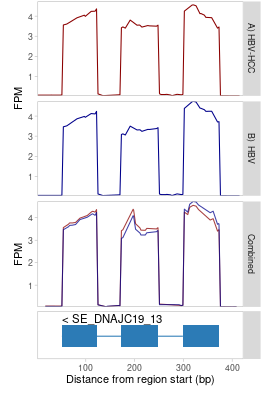 4
3
2
1
A) HBV-HCC
FPM
4
3
2
1
B) HBV
FPM
4
3
2
1
Combined
FPM
< SE_DNAJC19_13
100 200 300 400
Distance from region start (bp)